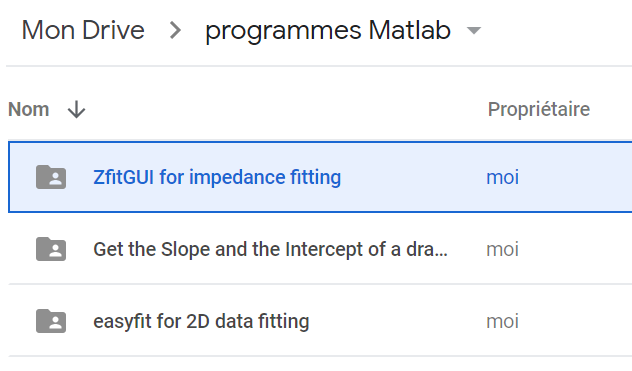 Mon Drive > programmes Matlab
Nom Propriétaire
ZfitGUI for impedance fitting moi
Get the Slope and the Intercept of a dra... moi
easyfit for 2D data fitting moi